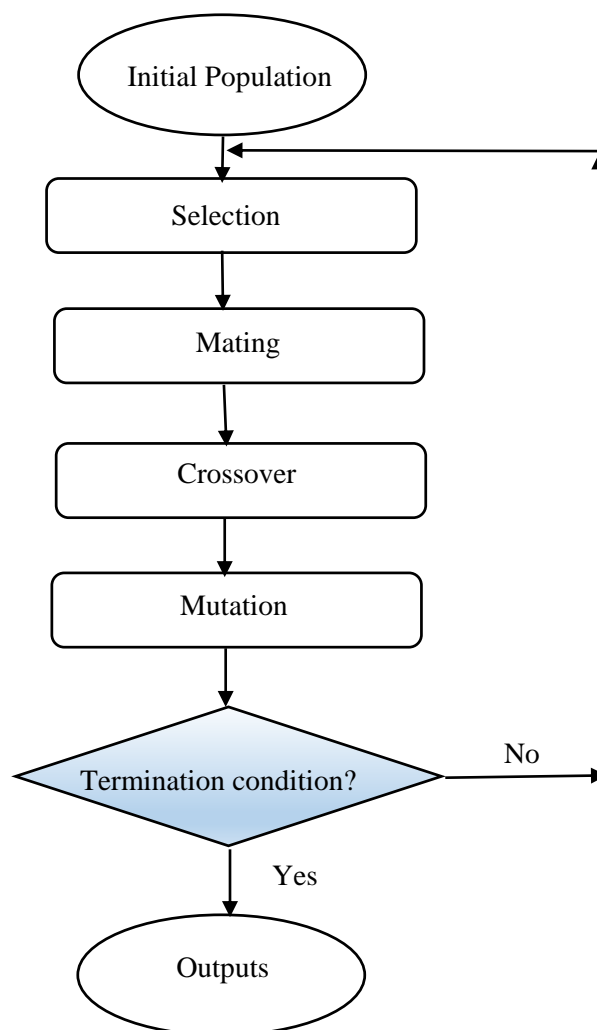 Initial Population
Selection
Mating
Crossover
Mutation
Termination condition?
No
Yes
Outputs